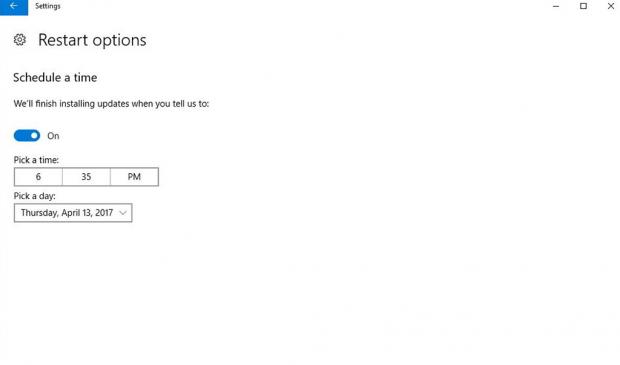 Settings
Restart options
Schedule a time
We'll finish installing updates when you tell us to:
On
Pick a time:
6 35 PM
Pick a day:
Thursday, April 13, 2017